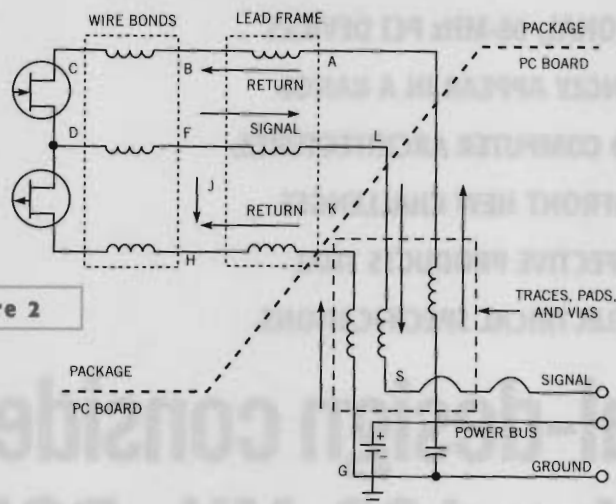 WIRE BONDS
LEAD FRAME
PACKAGE
PC BOARD
C
B
A
RETURN
SIGNAL
D
F
J
RETURN
K
H
TRACES, PADS,
AND VIAS
re 2
PACKAGE
PC BOARD
S
SIGNAL
+
POWER BUS
G
GROUND